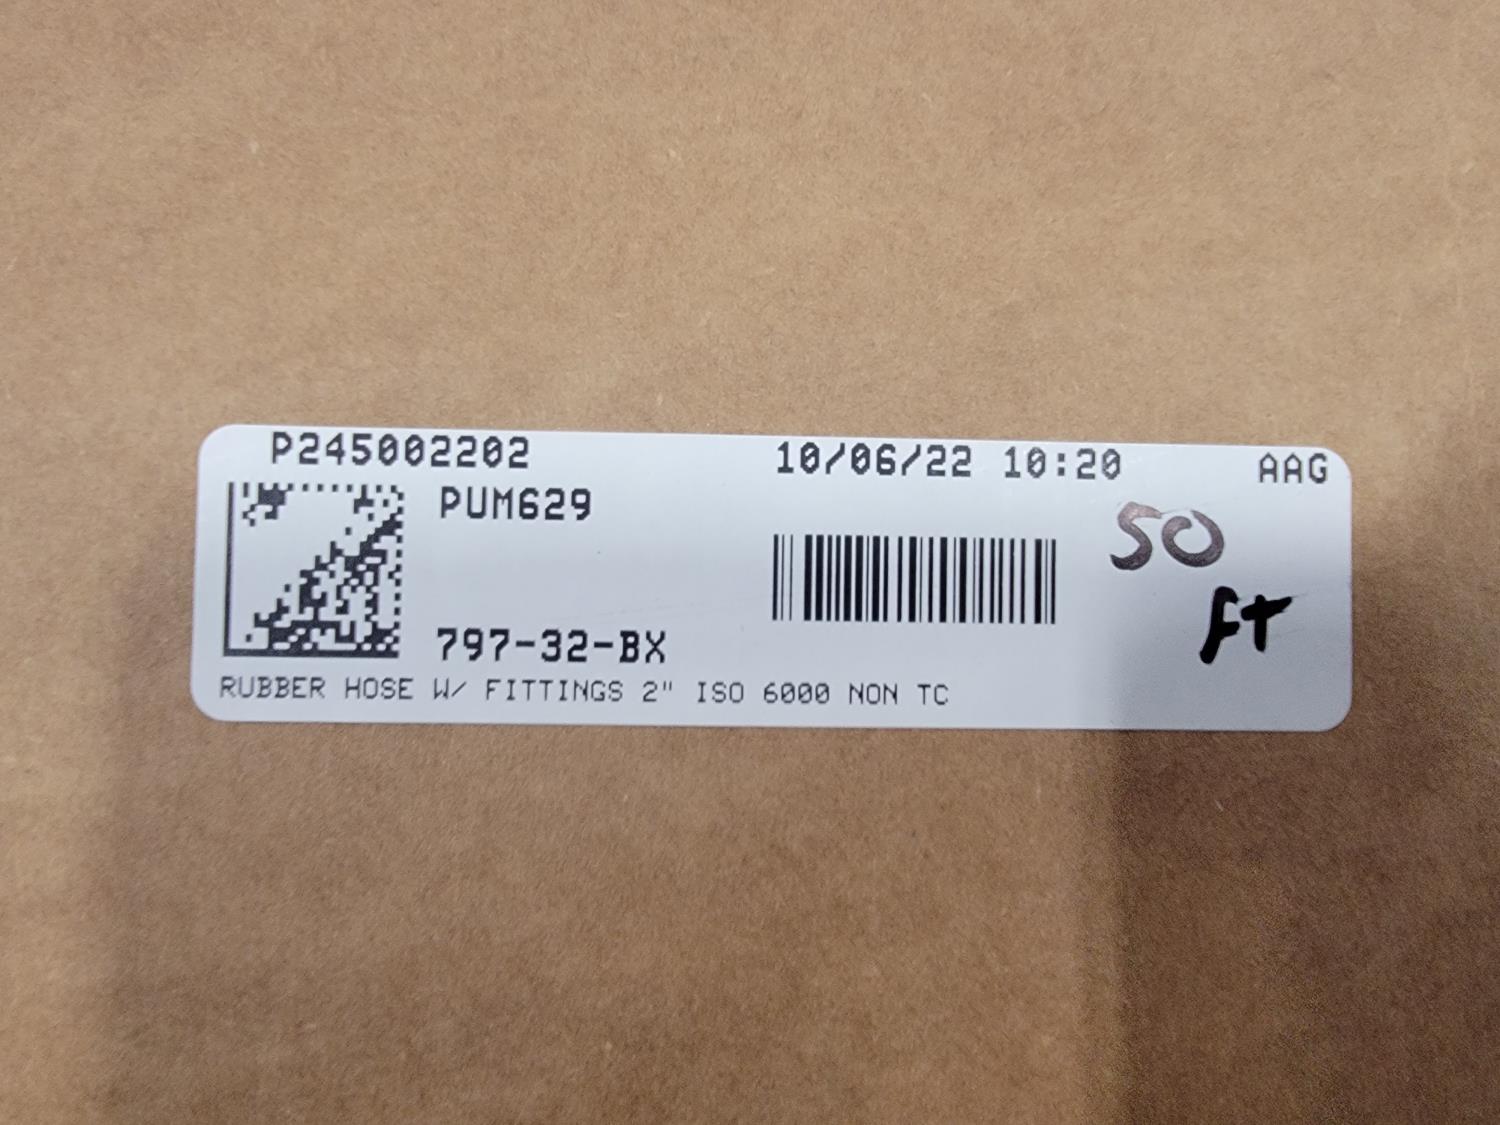 P245002202 10/06/22 10:20 AAG
PUM629
50
Ft
797-32-BX
RUBBER HOSE W/ FITTINGS 2" ISO 6000 NON TC